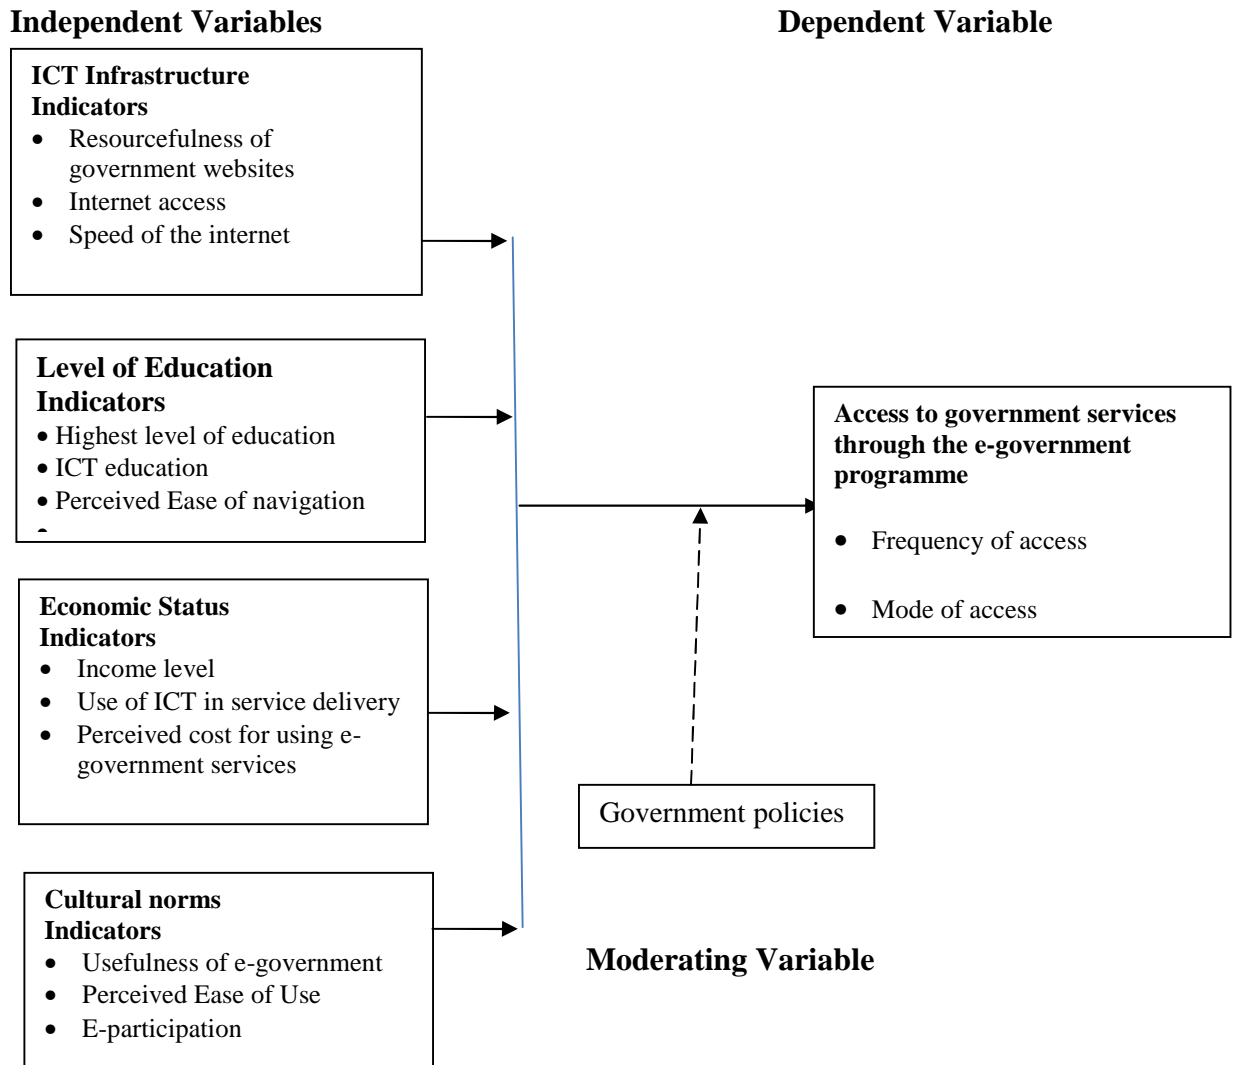 Independent Variables
Dependent Variable
ICT Infrastructure
Indicators
• Resourcefulness of
government websites
• Internet access
• Speed of the internet
Level of Education
Indicators
• Highest level of education
• ICT education
• Perceived Ease of navigation
•
Economic Status
Indicators
• Income level
• Use of ICT in service delivery
• Perceived cost for using e-
government services
Cultural norms
Indicators
• Usefulness of e-government
• Perceived Ease of Use
• E-participation
Access to government services
through the e-government
programme
• Frequency of access
• Mode of access
Government policies
Moderating Variable